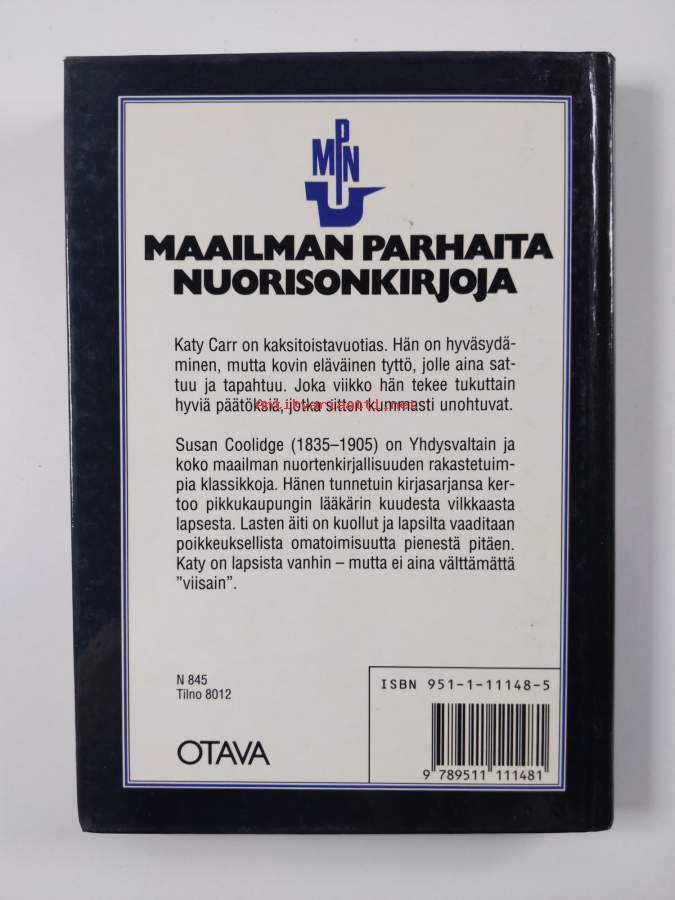 MPN
MAAILMAN PARHAITA
NUORISONKIRJOJA
Katy Carr on kaksitoistavuotias. Hän on hyväsydä-
minen, mutta kovin eläväinen tyttö, jolle aina sat-
tuu ja tapahtuu. Joka viikko hän tekee tukuttain
hyviä päätöksiä, jotka sitten kummasti unohtuvat.
Susan Coolidge (1835–1905) on Yhdysvaltain ja
koko maailman nuortenkirjallisuuden rakastetuim-
pia klassikkoja. Hänen tunnetuin kirjasarjansa ker-
too pikkukaupungin lääkärin kuudesta vilkkaasta
lapsesta. Lasten äiti on kuollut ja lapsilta vaaditaan
poikkeuksellista omatoimisuutta pienestä pitäen.
Katy on lapsista vanhin – mutta ei aina välttämättä
"viisain".
N 845
Tilno 8012
OTAVA
ISBN 951-1-11148-5
9 789511 111481